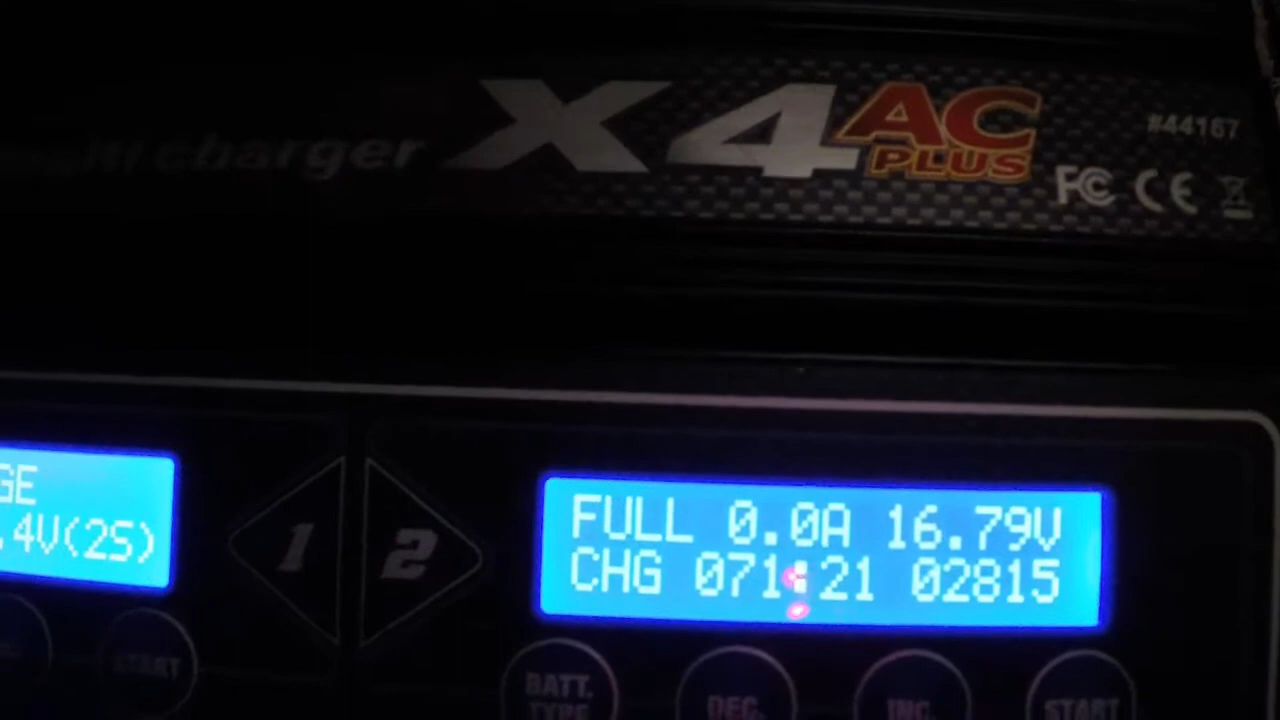 charger X4 AC PLUS
#44167
FC CE
GE
.4V(2S)
1 2
FULL 0.0A 16.79V
CHG 071:21 02815
START
BATT. TYPE
DEC.
INC.
START